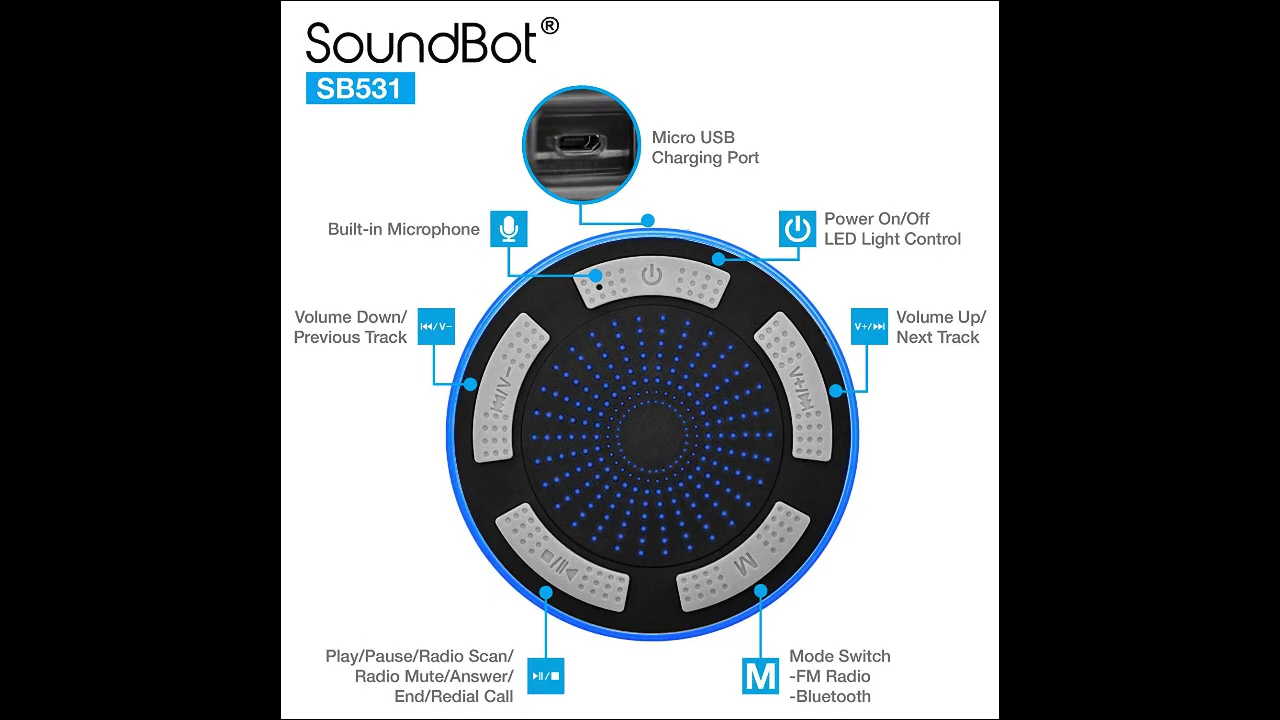 SoundBot®
SB531
Micro USB
Charging Port
Built-in Microphone
Power On/Off
LED Light Control
Volume Down/
Previous Track
⏮/V−
V+/⏭
Volume Up/
Next Track
⏮/V−
V+/⏭
M
Play/Pause/Radio Scan/
Radio Mute/Answer/
End/Redial Call
M
Mode Switch
-FM Radio
-Bluetooth